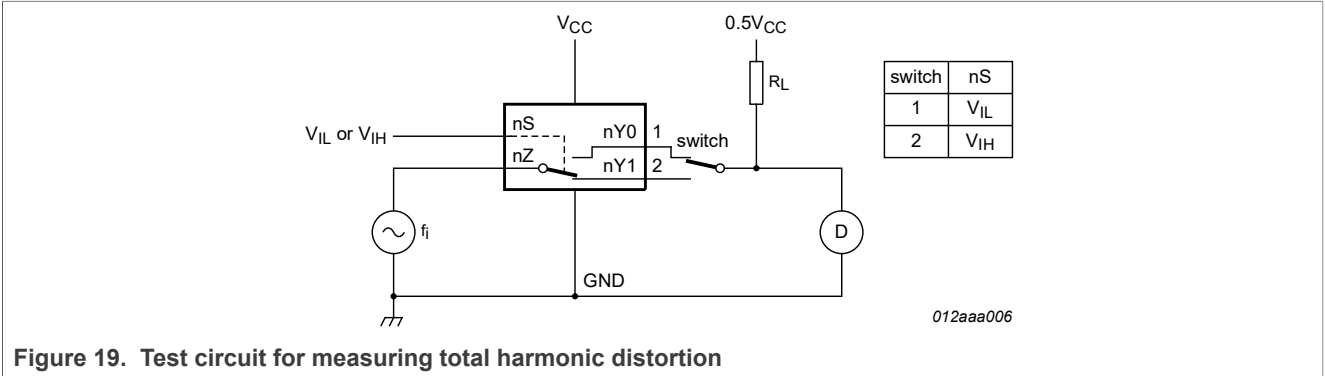 VCC
0.5VCC
RL
switch nS
1 VIL
2 VIH
VIL or VIH
nS
nZ
nY0 1
nY1 2
switch
fi
D
GND
012aaa006
Figure 19. Test circuit for measuring total harmonic distortion